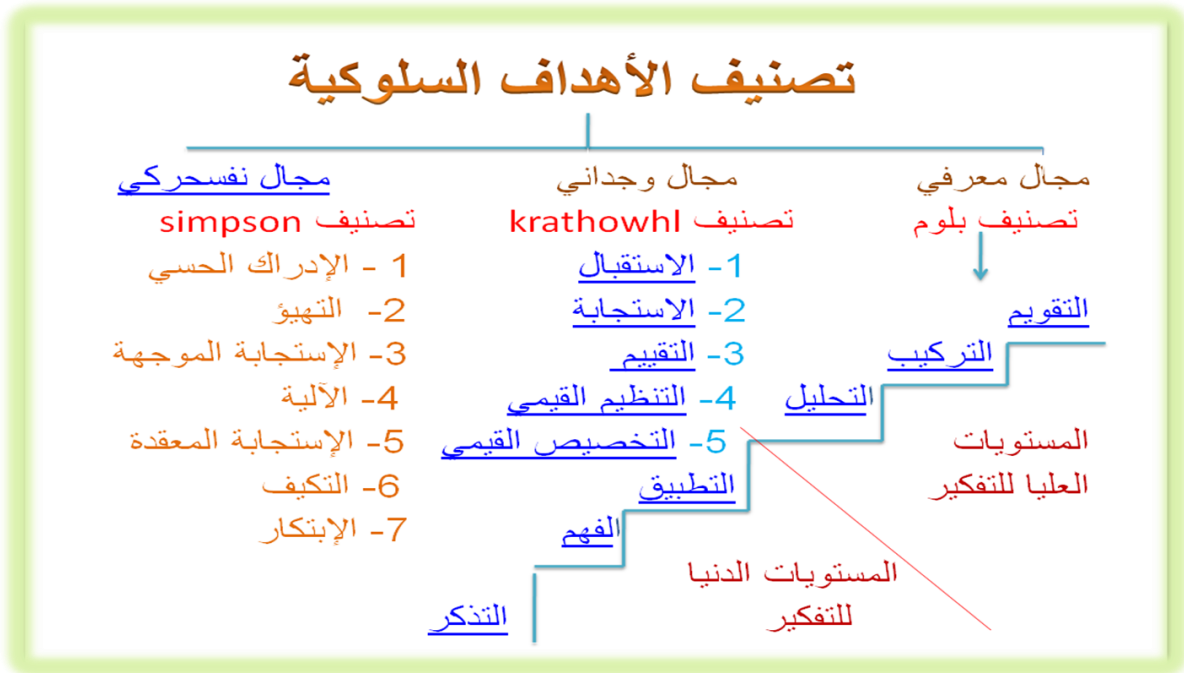 تصنيف الأهداف السلوكية
مجال معرفي
تصنيف بلوم
التقويم
التركيب
التحليل
التطبيق
الفهم
التذكر
المستويات
العليا للتفكير
المستويات الدنيا
للتفكير
مجال وجداني
تصنيف krathowhl
1- الاستقبال
2- الاستجابة
3- التقييم
4- التنظيم القيمي
5- التخصيص القيمي
مجال نفسحركي
تصنيف simpson
1 - الإدراك الحسي
2- التهيؤ
3- الإستجابة الموجهة
4- الآلية
5- الإستجابة المعقدة
6- التكيف
7- الإبتكار